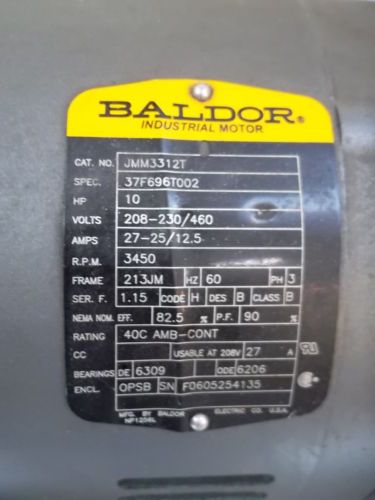 BALDOR®
INDUSTRIAL MOTOR
CAT. NO. JMM3312T
SPEC. 37F696T002
HP 10
VOLTS 208-230/460
AMPS 27-25/12.5
R.P.M. 3450
FRAME 213JM HZ 60 PH 3
SER. F. 1.15 CODE H DES B CLASS B
NEMA NOM. EFF. 82.5 % P.F. 90 %
RATING 40C AMB-CONT
CC USABLE AT 208V 27 A
BEARINGS DE 6309 ODE 6206
ENCL. OPSB SN F0605254135
MFG. BY BALDOR ELECTRIC CO. U.S.A.